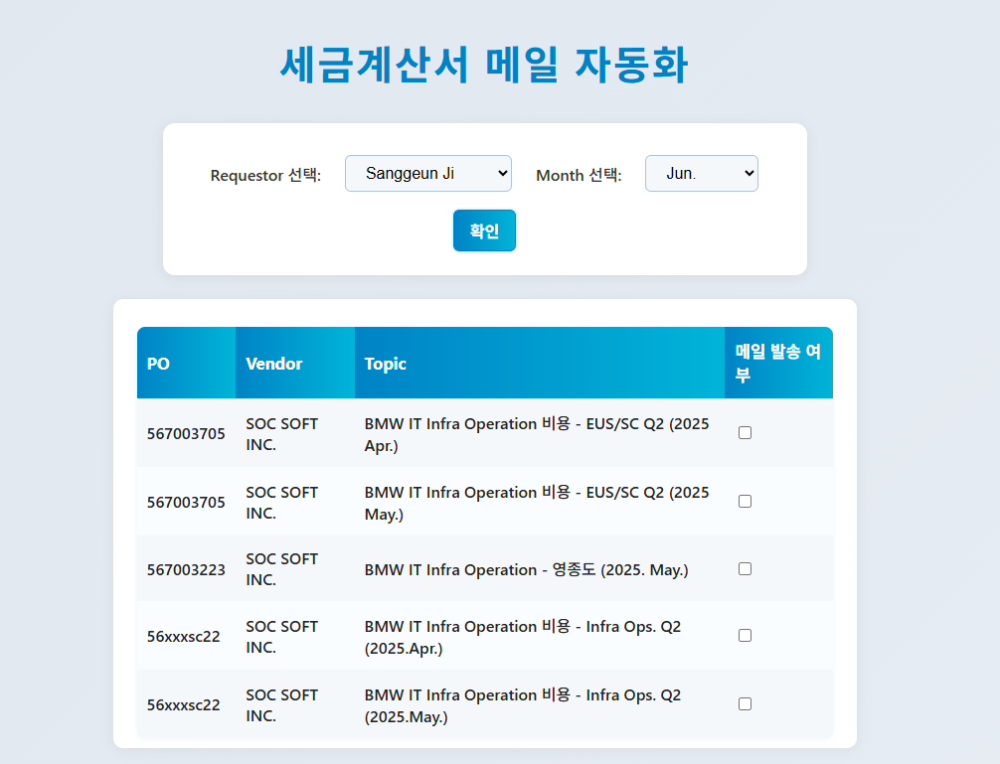 세금계산서 메일 자동화
Requestor 선택: Sanggeun Ji Month 선택: Jun.
확인
PO Vendor Topic 메일 발송 여
부
567003705 SOC SOFT BMW IT Infra Operation 비용 - EUS/SC Q2 (2025
INC. Apr.)
567003705 SOC SOFT BMW IT Infra Operation 비용 - EUS/SC Q2 (2025
INC. May.)
567003223 SOC SOFT BMW IT Infra Operation - 영종도 (2025. May.)
INC.
56xxxsc22 SOC SOFT BMW IT Infra Operation 비용 - Infra Ops. Q2
INC. (2025.Apr.)
56xxxsc22 SOC SOFT BMW IT Infra Operation 비용 - Infra Ops. Q2
INC. (2025.May.)